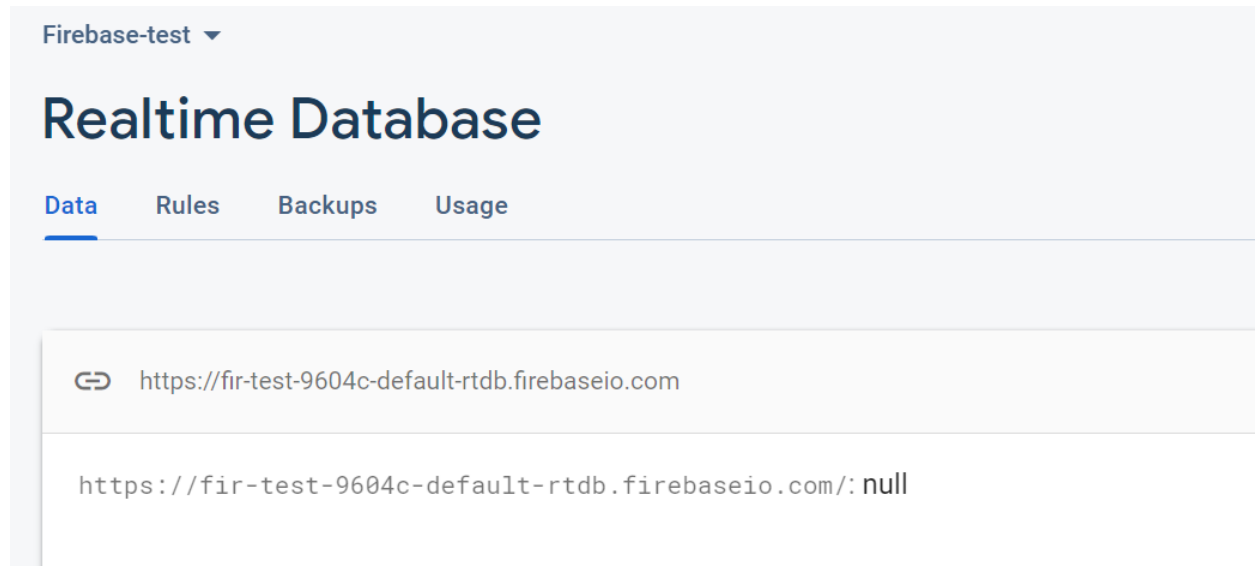 Firebase-test
Realtime Database
Data Rules Backups Usage
https://fir-test-9604c-default-rtdb.firebaseio.com
https://fir-test-9604c-default-rtdb.firebaseio.com/: null